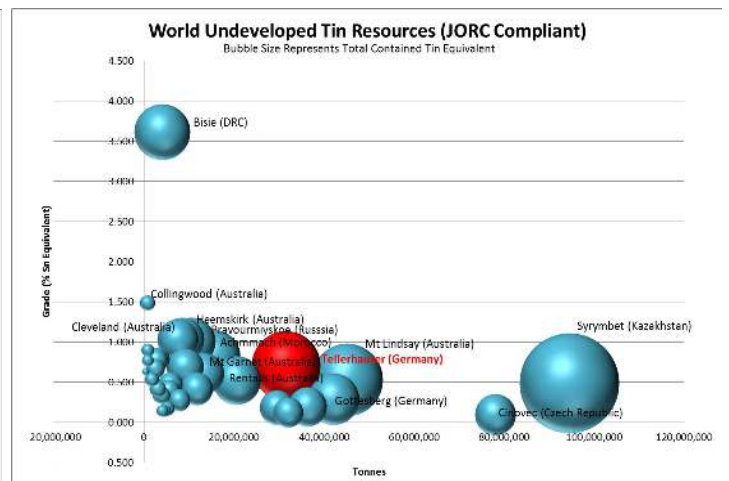 World Undeveloped Tin Resources (JORC Compliant)
Bubble Size Represents Total Contained Tin Equivalent
4.500
4.000
Bisie (DRC)
3.500
3.000
2.500
2.000
Collingwood (Australia)
1.500
Heemskirk (Australia)
Cleveland (Australia)
Pravourmiyskoe (Russsia)
Syrymbet (Kazakhstan)
1.000
Achmmach (Morocco)
Mt Lindsay (Australia)
Mt Garnet (Australia)
Tellerhauser (Germany)
0.500
Rentails (Australia)
Gottesberg (Germany)
Cinovec (Czech Republic)
0.000
20,000,000
0
20,000,000
40,000,000
60,000,000
80,000,000
100,000,000
120,000,000
0.500
Grade (% Sn Equivalent)
Tonnes